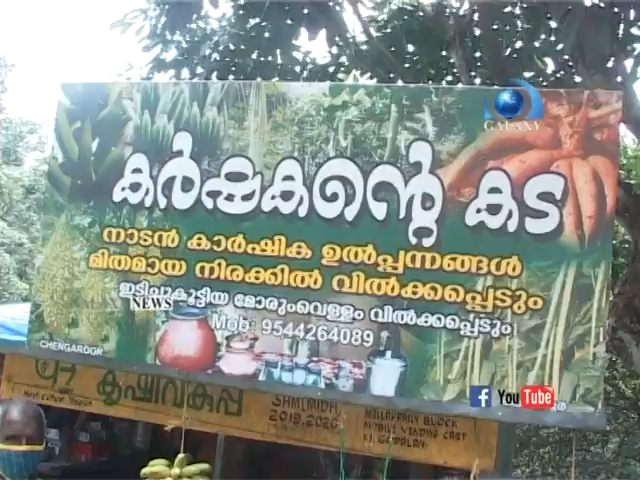 GALAXY
കർഷകന്റെ കട
നാടൻ കാർഷിക ഉൽപ്പന്നങ്ങൾ
മിതമായ നിരക്കിൽ വിൽക്കപ്പെടും
ഇടിച്ചുകൂട്ടിയ മോരുംവെള്ളം വിൽക്കപ്പെടും
NEWS
Mob: 9544264089
CHENGAROOR
കൃഷിവകുപ്പ്
SHM(MIDH)
2019-2020
MALLAPPALLY BLOCK
MOBILE VENDING CART
f YouTube